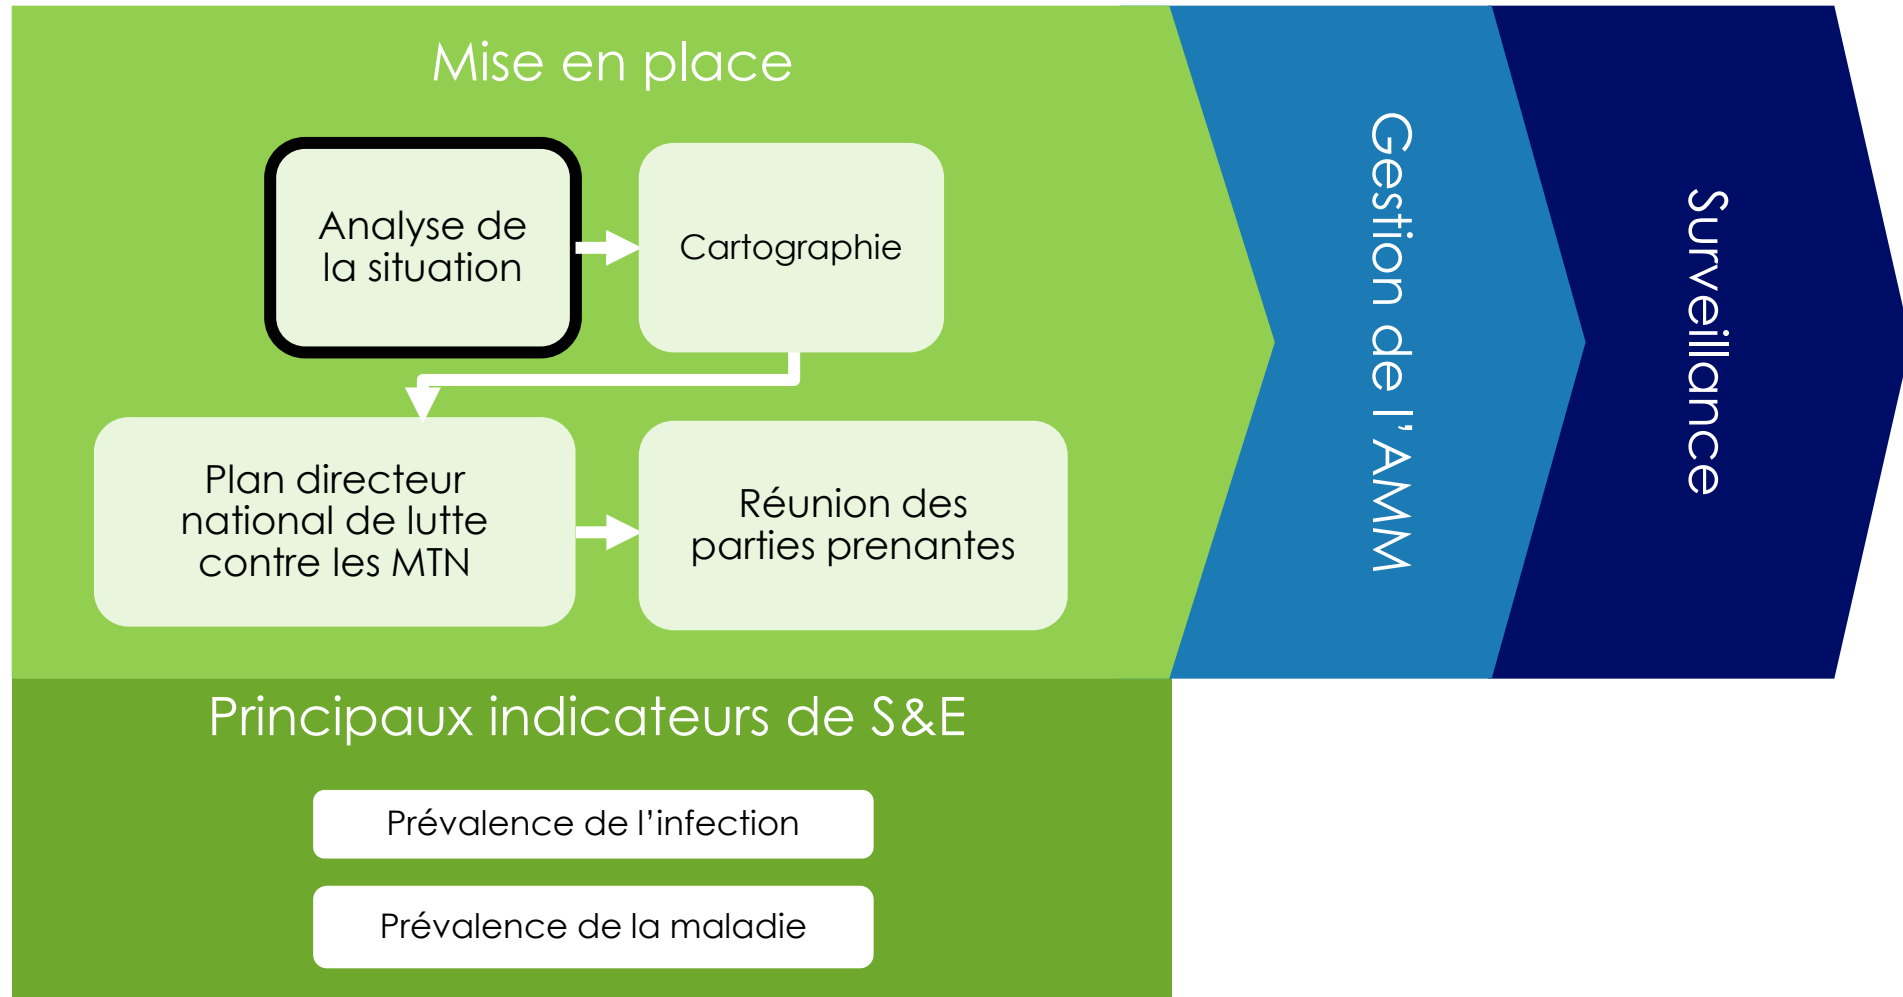 Mise en place
Analyse de
la situation
Cartographie
Plan directeur
national de lutte
contre les MTN
Réunion des
parties prenantes
Gestion de l’AMM
Surveillance
Principaux indicateurs de S&E
Prévalence de l’infection
Prévalence de la maladie